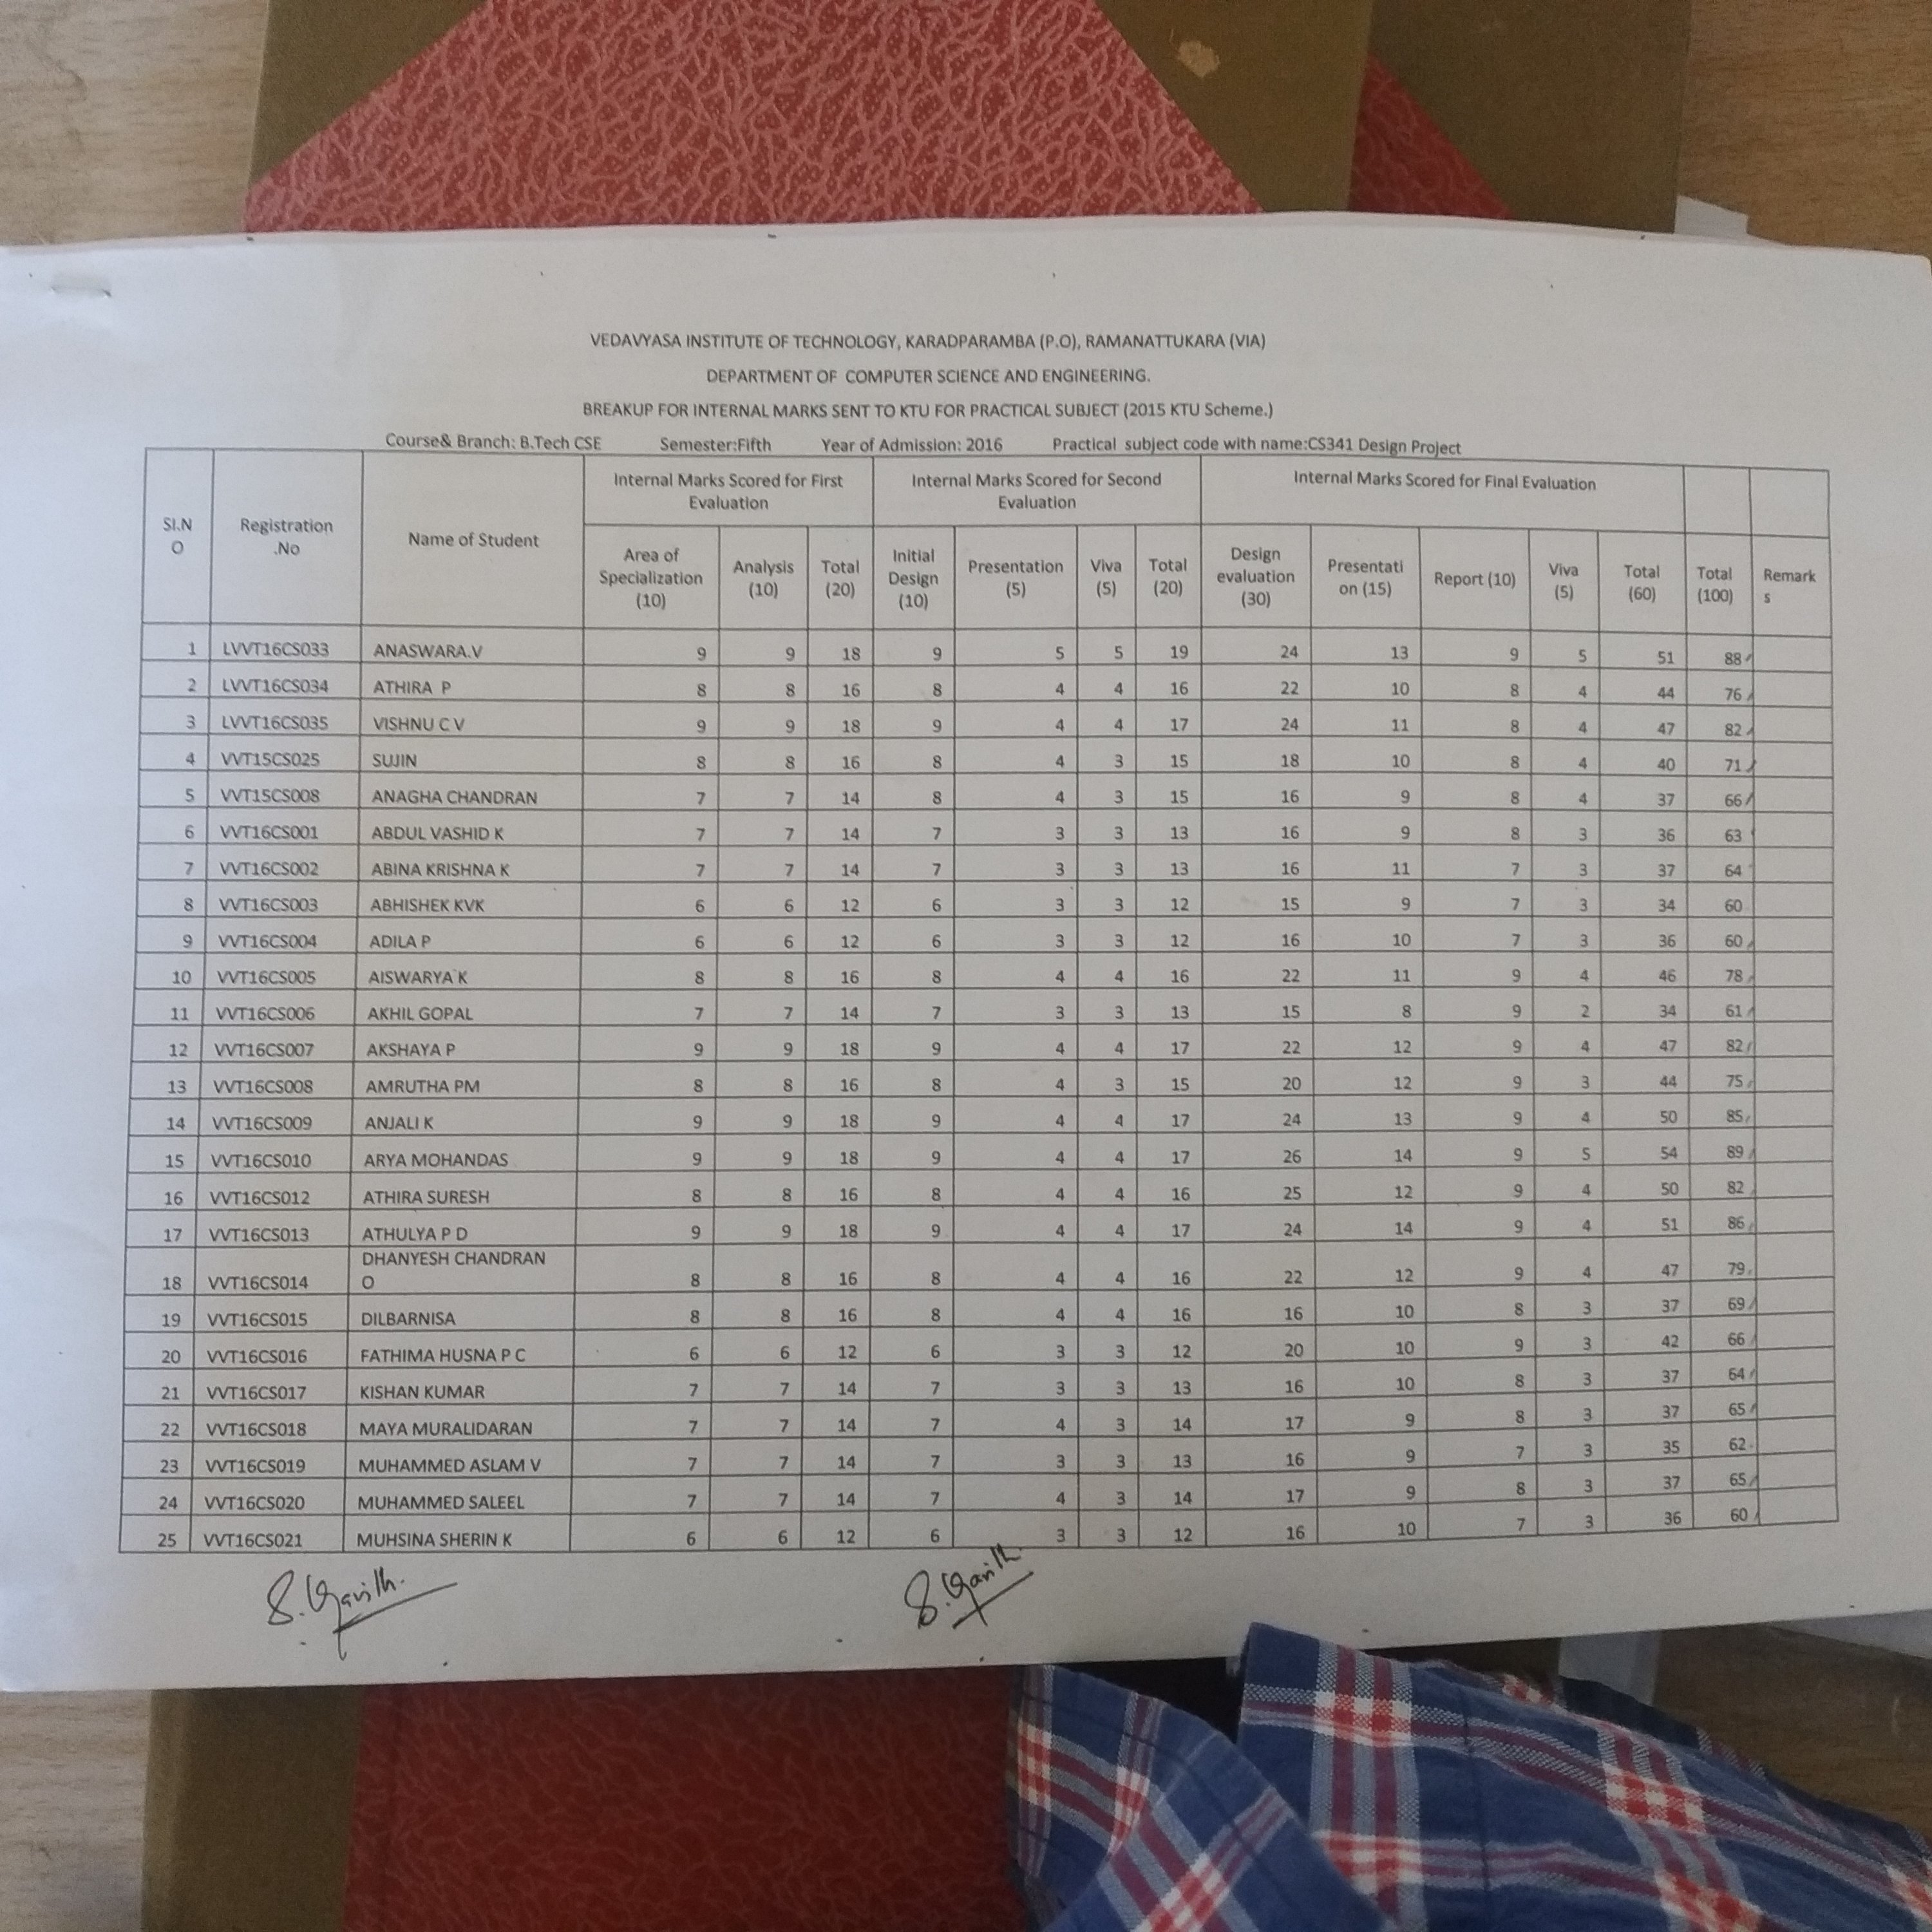 VEDAVYASA INSTITUTE OF TECHNOLOGY, KARADPARAMBA (P.O), RAMANATTUKARA (VIA)
DEPARTMENT OF COMPUTER SCIENCE AND ENGINEERING.
BREAKUP FOR INTERNAL MARKS SENT TO KTU FOR PRACTICAL SUBJECT (2015 KTU Scheme.)
Course& Branch: B.Tech CSE Semester:Fifth Year of Admission: 2016 Practical subject code with name:CS341 Design Project
SI.N O Registration .No Name of Student Internal Marks Scored for First Evaluation Internal Marks Scored for Second Evaluation Internal Marks Scored for Final Evaluation
Area of Specialization (10) Analysis (10) Total (20) Initial Design (10) Presentation (5) Viva (5) Total (20) Design evaluation (30) Presentati on (15) Report (10) Viva (5) Total (60) Total (100) Remark s
1 LVVT16CS033 ANASWARA.V 9 9 18 9 5 5 19 24 13 9 5 51 88
2 LVVT16CS034 ATHIRA P 8 8 16 8 4 4 16 22 10 8 4 44 76
3 LVVT16CS035 VISHNU C V 9 9 18 9 4 4 17 24 11 8 4 47 82
4 VVT15CS025 SUJIN 8 8 16 8 4 3 15 18 10 8 4 40 71
5 VVT15CS008 ANAGHA CHANDRAN 7 7 14 8 4 3 15 16 9 8 4 37 66
6 VVT16CS001 ABDUL VASHID K 7 7 14 7 3 3 13 16 9 8 3 36 63
7 VVT16CS002 ABINA KRISHNA K 7 7 14 7 3 3 13 16 11 7 3 37 64
8 VVT16CS003 ABHISHEK KVK 6 6 12 6 3 3 12 15 9 7 3 34 60
9 VVT16CS004 ADILA P 6 6 12 6 3 3 12 16 10 7 3 36 60
10 VVT16CS005 AISWARYA K 8 8 16 8 4 4 16 22 11 9 4 46 78
11 VVT16CS006 AKHIL GOPAL 7 7 14 7 3 3 13 15 8 9 2 34 61
12 VVT16CS007 AKSHAYA P 9 9 18 9 4 4 17 22 12 9 4 47 82
13 VVT16CS008 AMRUTHA PM 8 8 16 8 4 3 15 20 12 9 3 44 75
14 VVT16CS009 ANJALI K 9 9 18 9 4 4 17 24 13 9 4 50 85
15 VVT16CS010 ARYA MOHANDAS 9 9 18 9 4 4 17 26 14 9 5 54 89
16 VVT16CS012 ATHIRA SURESH 8 8 16 8 4 4 16 25 12 9 4 50 82
17 VVT16CS013 ATHULYA P D 9 9 18 9 4 4 17 24 14 9 4 51 86
18 VVT16CS014 DHANYESH CHANDRAN O 8 8 16 8 4 4 16 22 12 9 4 47 79
19 VVT16CS015 DILBARNISA 8 8 16 8 4 4 16 16 10 8 3 37 69
20 VVT16CS016 FATHIMA HUSNA P C 6 6 12 6 3 3 12 20 10 9 3 42 66
21 VVT16CS017 KISHAN KUMAR 7 7 14 7 3 3 13 16 10 8 3 37 64
22 VVT16CS018 MAYA MURALIDARAN 7 7 14 7 4 3 14 17 9 8 3 37 65
23 VVT16CS019 MUHAMMED ASLAM V 7 7 14 7 3 3 13 16 9 7 3 35 62
24 VVT16CS020 MUHAMMED SALEEL 7 7 14 7 4 3 14 17 9 8 3 37 65
25 VVT16CS021 MUHSINA SHERIN K 6 6 12 6 3 3 12 16 10 7 3 36 60